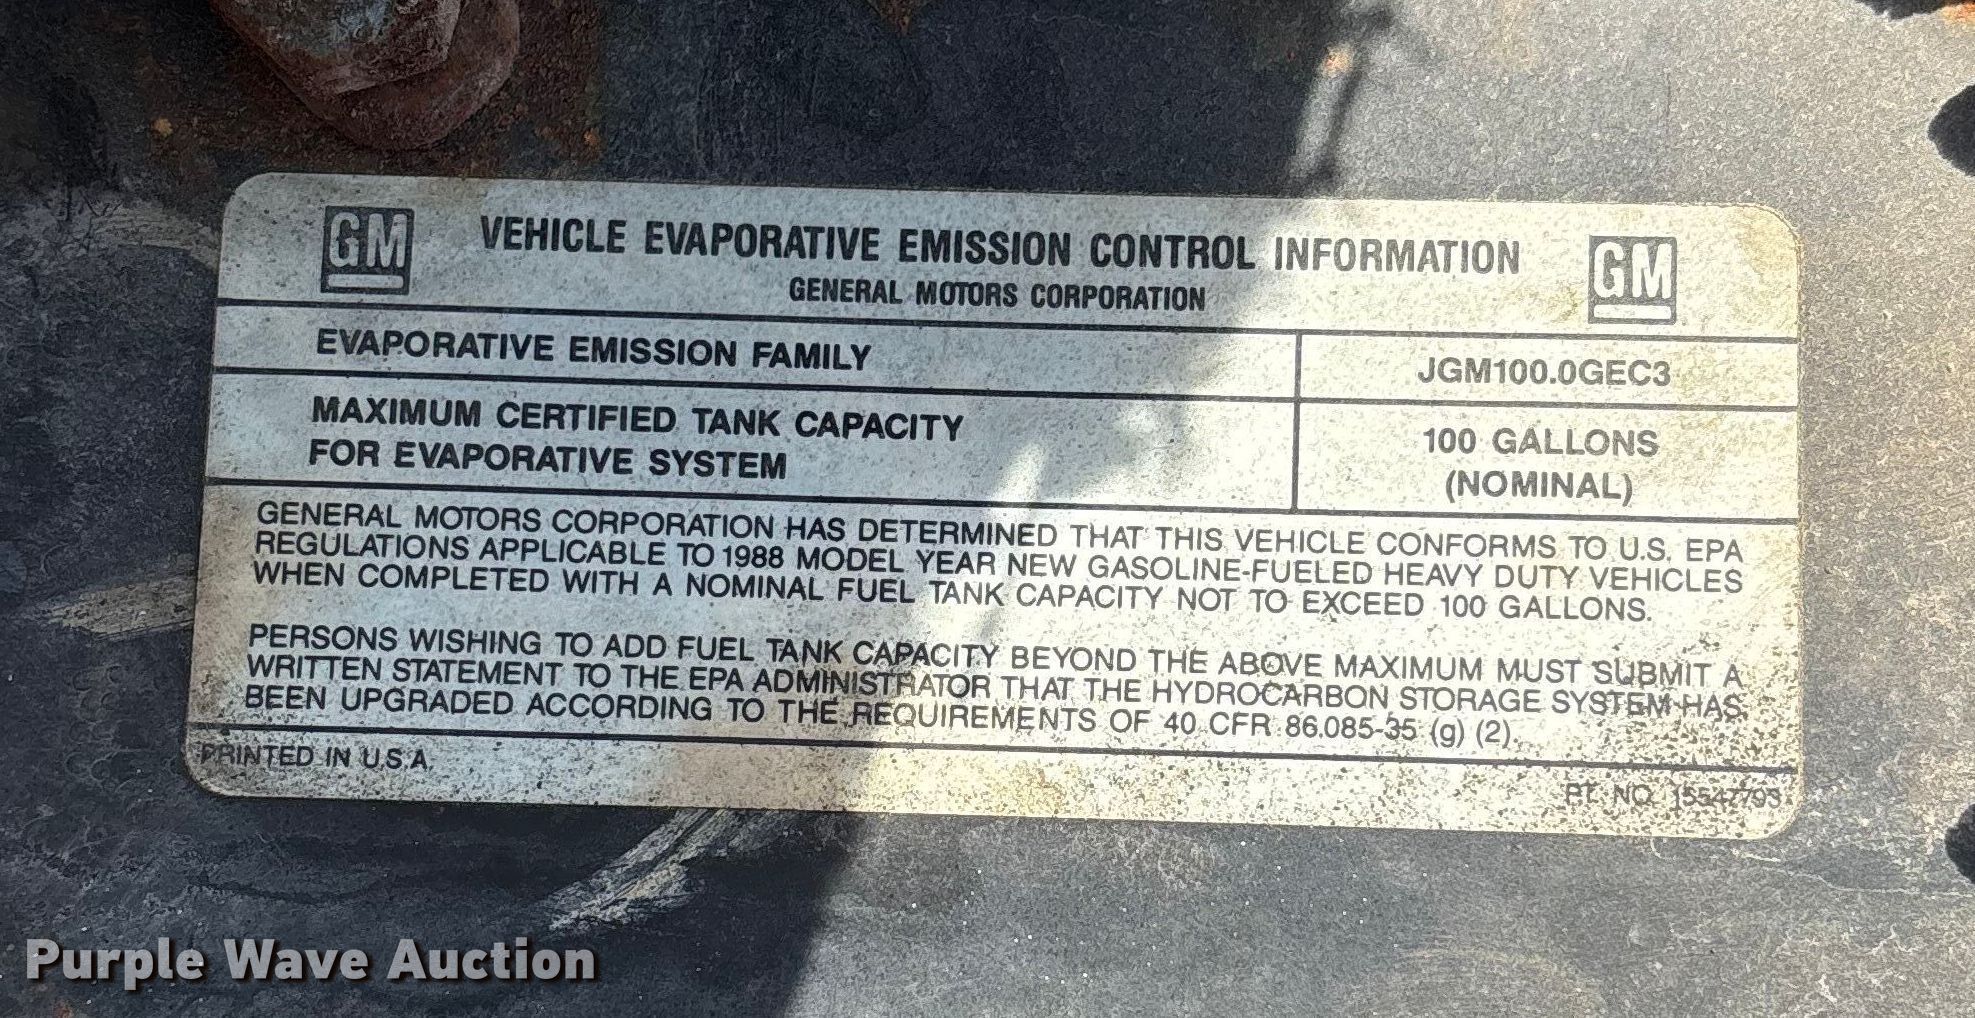 GM VEHICLE EVAPORATIVE EMISSION CONTROL INFORMATION GM
GENERAL MOTORS CORPORATION
EVAPORATIVE EMISSION FAMILY JGM100.0GEC3
MAXIMUM CERTIFIED TANK CAPACITY 100 GALLONS
FOR EVAPORATIVE SYSTEM (NOMINAL)
GENERAL MOTORS CORPORATION HAS DETERMINED THAT THIS VEHICLE CONFORMS TO U.S. EPA
REGULATIONS APPLICABLE TO 1988 MODEL YEAR NEW GASOLINE-FUELED HEAVY DUTY VEHICLES
WHEN COMPLETED WITH A NOMINAL FUEL TANK CAPACITY NOT TO EXCEED 100 GALLONS.
PERSONS WISHING TO ADD FUEL TANK CAPACITY BEYOND THE ABOVE MAXIMUM MUST SUBMIT A
WRITTEN STATEMENT TO THE EPA ADMINISTRATOR THAT THE HYDROCARBON STORAGE SYSTEM HAS
BEEN UPGRADED ACCORDING TO THE REQUIREMENTS OF 40 CFR 86.085-35 (g) (2).
PRINTED IN U.S.A.
PT. NO. 15547793
Purple Wave Auction